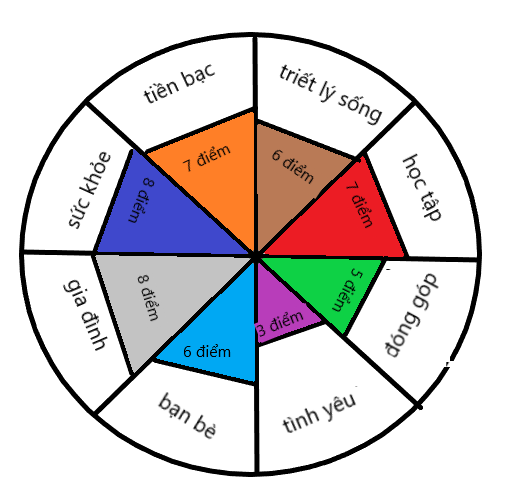 triết lý sống
6 điểm
học tập
7 điểm
đóng góp
5 điểm
tình yêu
3 điểm
bạn bè
6 điểm
gia đình
8 điểm
sức khỏe
8 điểm
tiền bạc
7 điểm